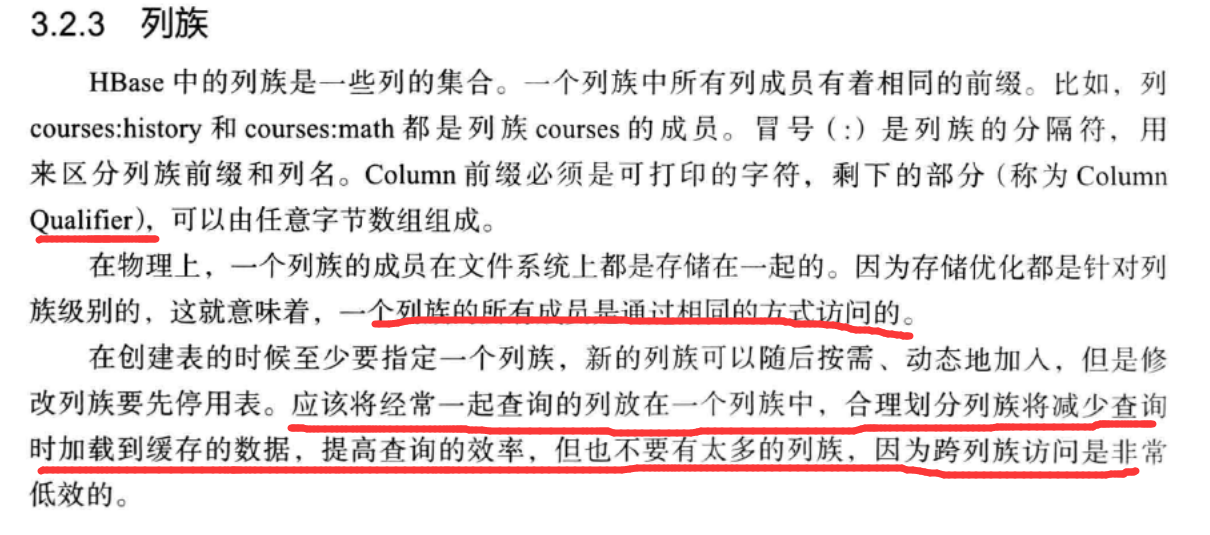 3.2.3 列族
HBase 中的列族是一些列的集合。一个列族中所有列成员有着相同的前缀。比如，列
courses:history 和 courses:math 都是列族 courses 的成员。冒号（:）是列族的分隔符，用
来区分列族前缀和列名。Column 前缀必须是可打印的字符，剩下的部分（称为 Column
Qualifier），可以由任意字节数组组成。
在物理上，一个列族的成员在文件系统上都是存储在一起的。因为存储优化都是针对列
族级别的，这就意味着，一个列族的所有成员是通过相同的方式访问的。
在创建表的时候至少要指定一个列族，新的列族可以随后按需、动态地加入，但是修
改列族要先停用表。应该将经常一起查询的列放在一个列族中，合理划分列族将减少查询
时加载到缓存的数据，提高查询的效率，但也不要有太多的列族，因为跨列族访问是非常
低效的。